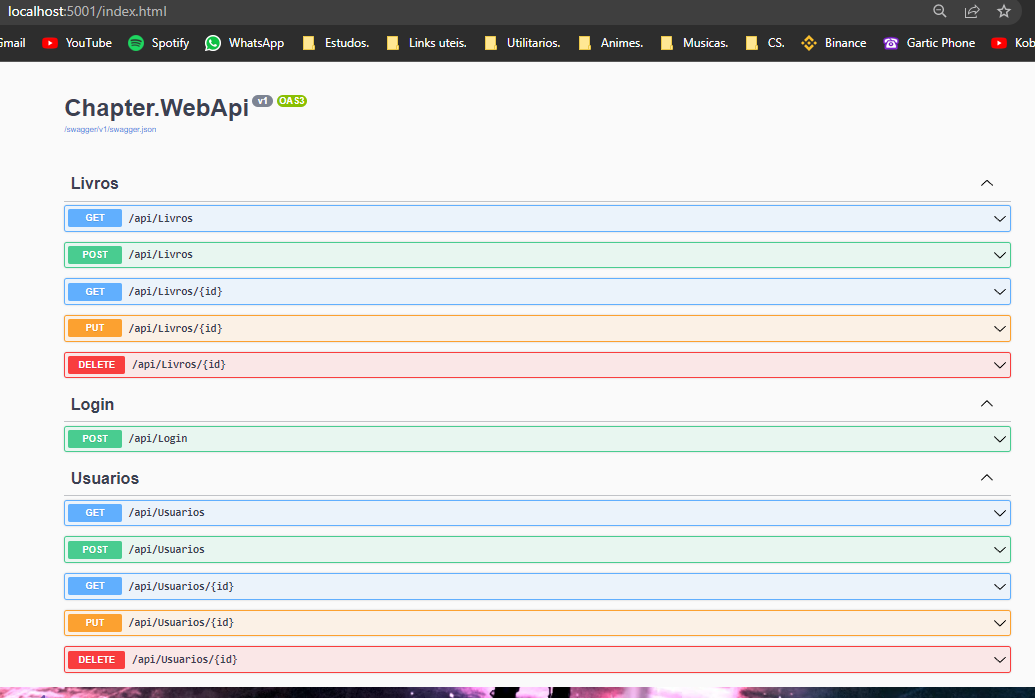 localhost:5001/index.html
Gmail YouTube Spotify WhatsApp Estudos. Links uteis. Utilitarios. Animes. Musicas. CS. Binance Gartic Phone Kob
Chapter.WebApi v1 OAS3
/swagger/v1/swagger.json
Livros
GET /api/Livros
POST /api/Livros
GET /api/Livros/{id}
PUT /api/Livros/{id}
DELETE /api/Livros/{id}
Login
POST /api/Login
Usuarios
GET /api/Usuarios
POST /api/Usuarios
GET /api/Usuarios/{id}
PUT /api/Usuarios/{id}
DELETE /api/Usuarios/{id}